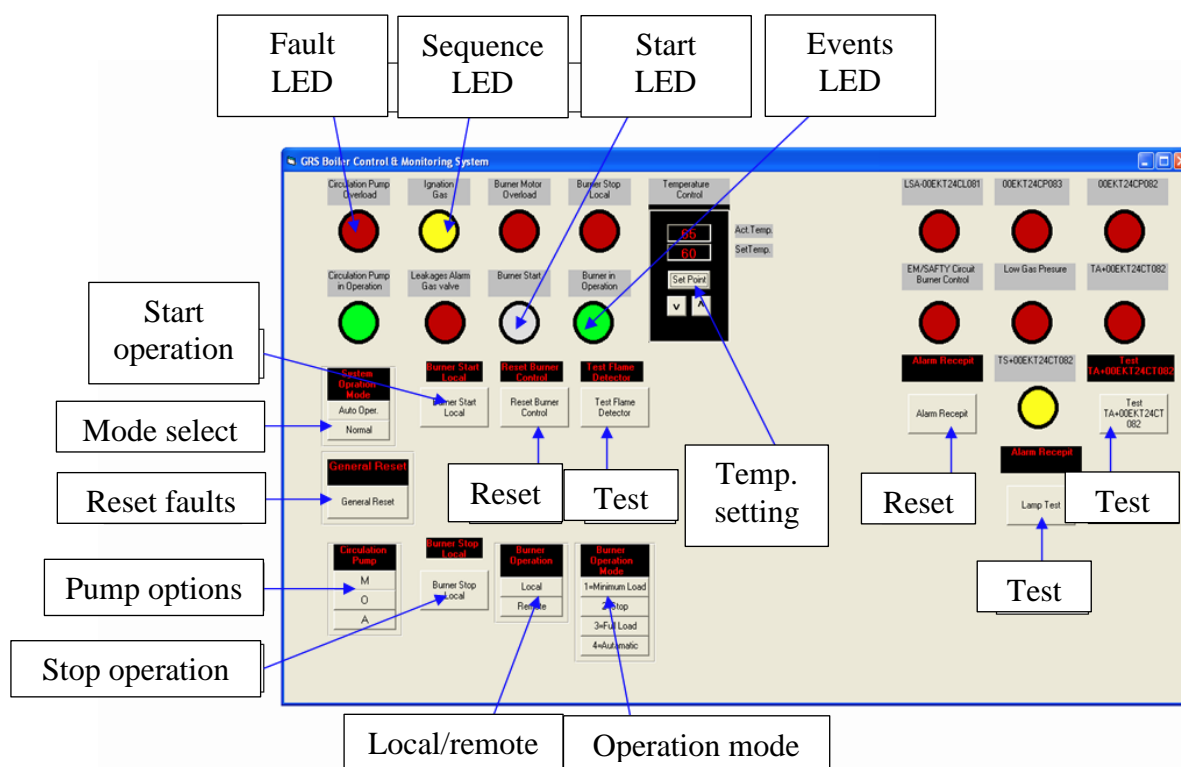 Fault
LED
Sequence
LED
Start
LED
Events
LED
GRS Boiler Control & Monitoring System
Circulation Pump
Overload
Ignation
Gas
Burner Motor
Overload
Burner Stop
Local
Temperature
Control
LSA-00EKT24CL081
00EKT24CP083
00EKT24CP082
65
Act.Temp.
60
SetTemp.
Circulation Pump
in Operation
Leakages Alarm
Gas valve
Burner Start
Burner in
Operation
Set Point
v
^
EM/SAFTY Circuit
Burner Control
Low Gas Presure
TA+00EKT24CT082
Start
operation
System
Opration
Mode
Auto Oper.
Normal
Burner Start
Local
Burner Start
Local
Reset Burner
Control
Reset Burner
Control
Test Flame
Detector
Test Flame
Detector
Alarm Recepit
Alarm Recepit
TS+00EKT24CT082
Test
TA+00EKT24CT082
Test
TA+00EKT24CT
082
Mode select
General Reset
General Reset
Reset faults
Reset
Test
Temp.
setting
Reset
Alarm Recepit
Lamp Test
Test
Circulation
Pump
M
O
A
Burner Stop
Local
Burner Stop
Local
Burner
Operation
Local
Remote
Burner
Operation
Mode
1=Minimum Load
2=Stop
3=Full Load
4=Automatic
Pump options
Test
Stop operation
Local/remote
Operation mode